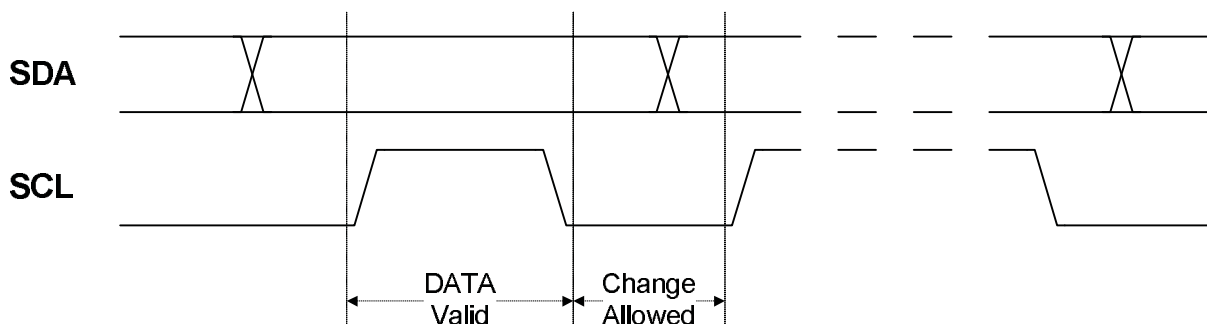 SDA
SCL
DATA
Valid
Change
Allowed